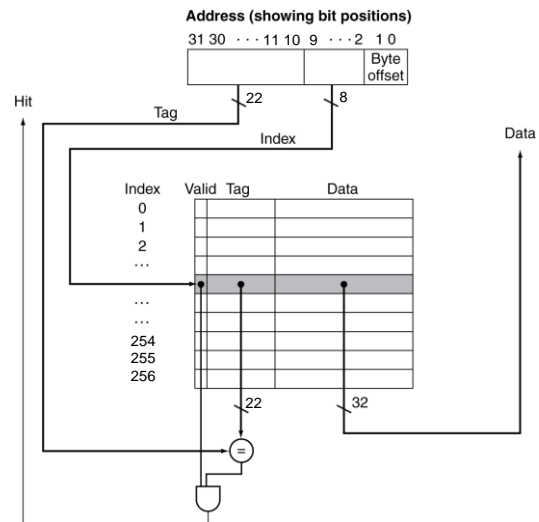 Address (showing bit positions)
31 30 ··· 11 10 9 ··· 2 1 0
Byte
offset
22
8
Hit
Tag
Index
Data
Index Valid Tag Data
0
1
2
···
···
···
254
255
256
22
32
=